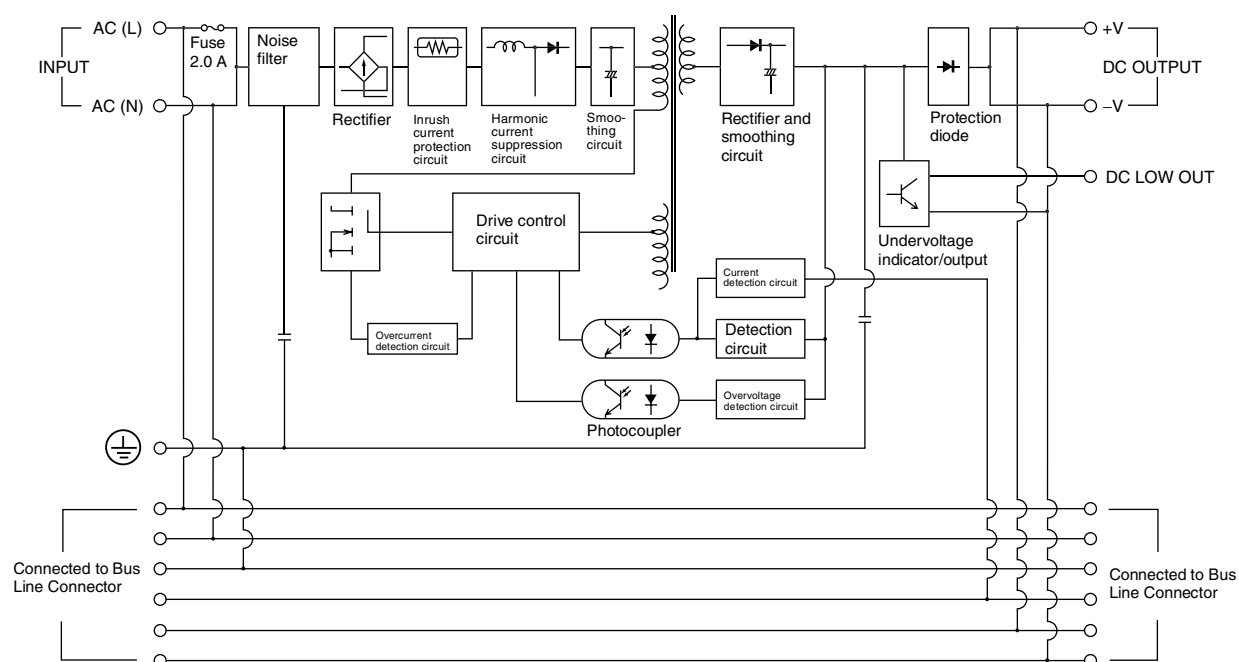 AC (L)
Fuse
2.0 A
INPUT
AC (N)
Noise
filter
Rectifier
Inrush
current
protection
circuit
Harmonic
current
suppression
circuit
Smoo-
thing
circuit
Rectifier and
smoothing
circuit
Protection
diode
+V
DC OUTPUT
–V
DC LOW OUT
Undervoltage
indicator/output
Drive control
circuit
Overcurrent
detection circuit
Current
detection circuit
Detection
circuit
Overvoltage
detection circuit
Photocoupler
Connected to Bus
Line Connector
Connected to Bus
Line Connector